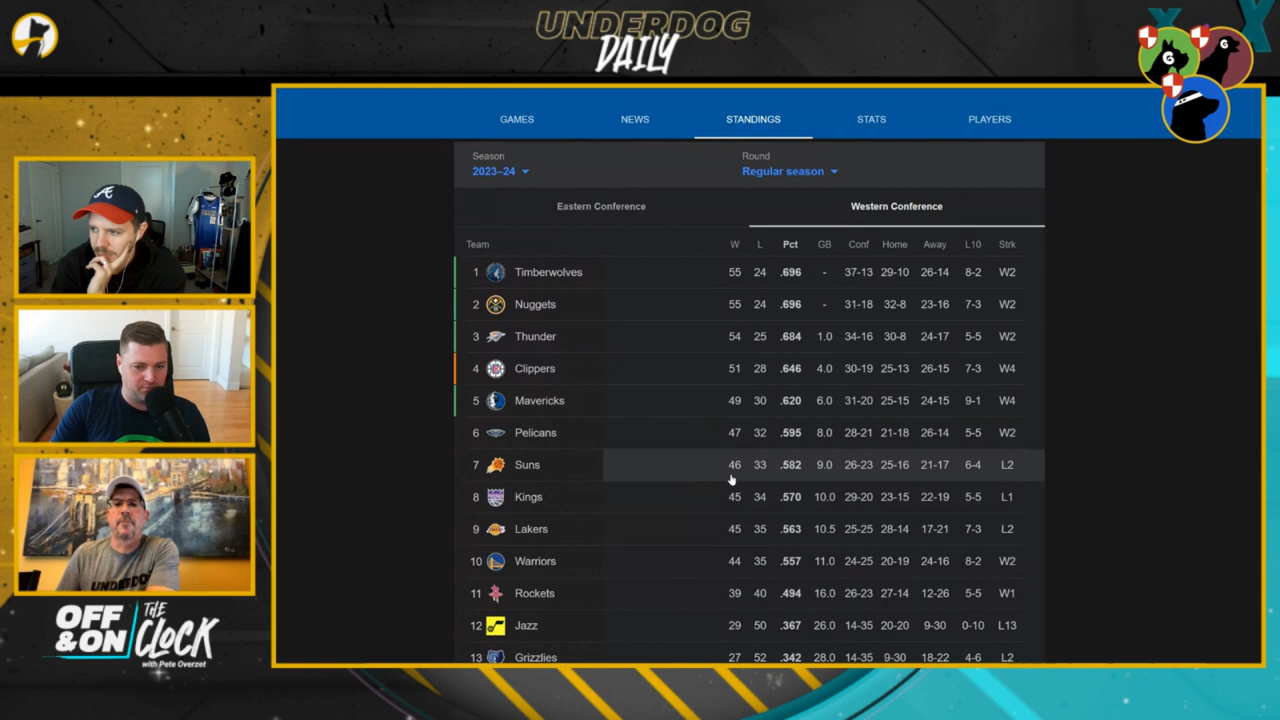 UNDERDOG
DAILY
GAMES NEWS STANDINGS STATS PLAYERS
Season Round
2023–24 Regular season
Eastern Conference Western Conference
Team W L Pct GB Conf Home Away L10 Strk
1 Timberwolves 55 24 .696 - 37-13 29-10 26-14 8-2 W2
2 Nuggets 55 24 .696 - 31-18 32-8 23-16 7-3 W2
3 Thunder 54 25 .684 1.0 34-16 30-8 24-17 5-5 W2
4 Clippers 51 28 .646 4.0 30-19 25-13 26-15 7-3 W4
5 Mavericks 49 30 .620 6.0 31-20 25-15 24-15 9-1 W4
6 Pelicans 47 32 .595 8.0 28-21 21-18 26-14 5-5 W2
7 Suns 46 33 .582 9.0 26-23 25-16 21-17 6-4 L2
8 Kings 45 34 .570 10.0 29-20 23-15 22-19 5-5 L1
9 Lakers 45 35 .563 10.5 25-25 28-14 17-21 7-3 L2
10 Warriors 44 35 .557 11.0 24-25 20-19 24-16 8-2 W2
11 Rockets 39 40 .494 16.0 26-23 27-14 12-26 5-5 W1
12 Jazz 29 50 .367 26.0 14-35 20-20 9-30 0-10 L13
13 Grizzlies 27 52 .342 28.0 14-35 9-30 18-22 4-6 L2
A
UNDERDOG
OFF
&ON
THE
CLOCK
with Pete Overzet
G
G